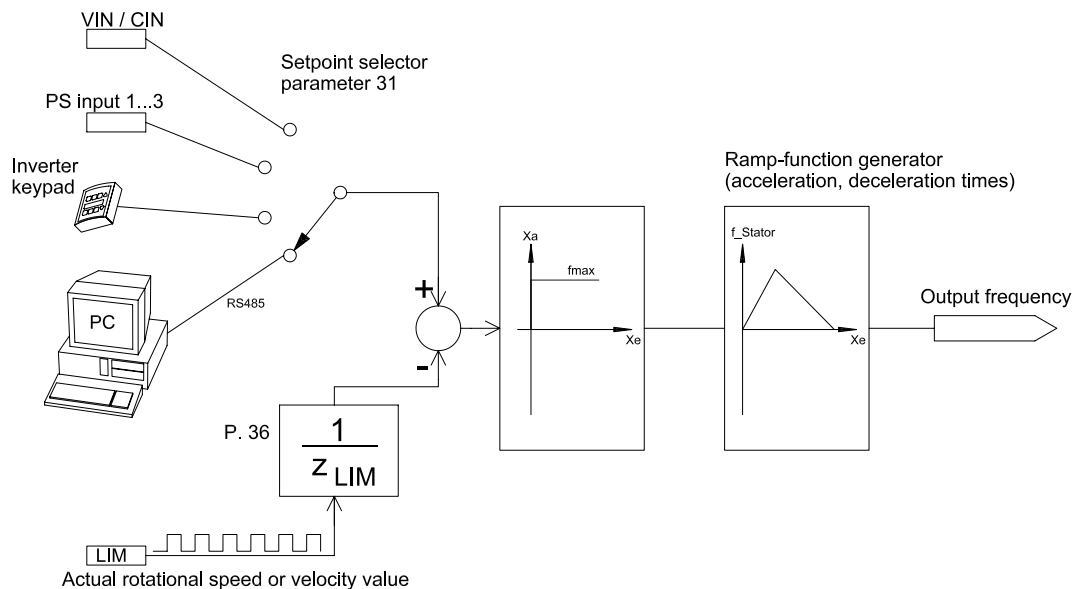 VIN / CIN
Setpoint selector
parameter 31
PS input 1...3
Inverter
keypad
Ramp-function generator
(acceleration, deceleration times)
Xa
fmax
Xe
f_Stator
Xe
Output frequency
RS485
PC
+
-
P. 36
1
z LIM
LIM
Actual rotational speed or velocity value